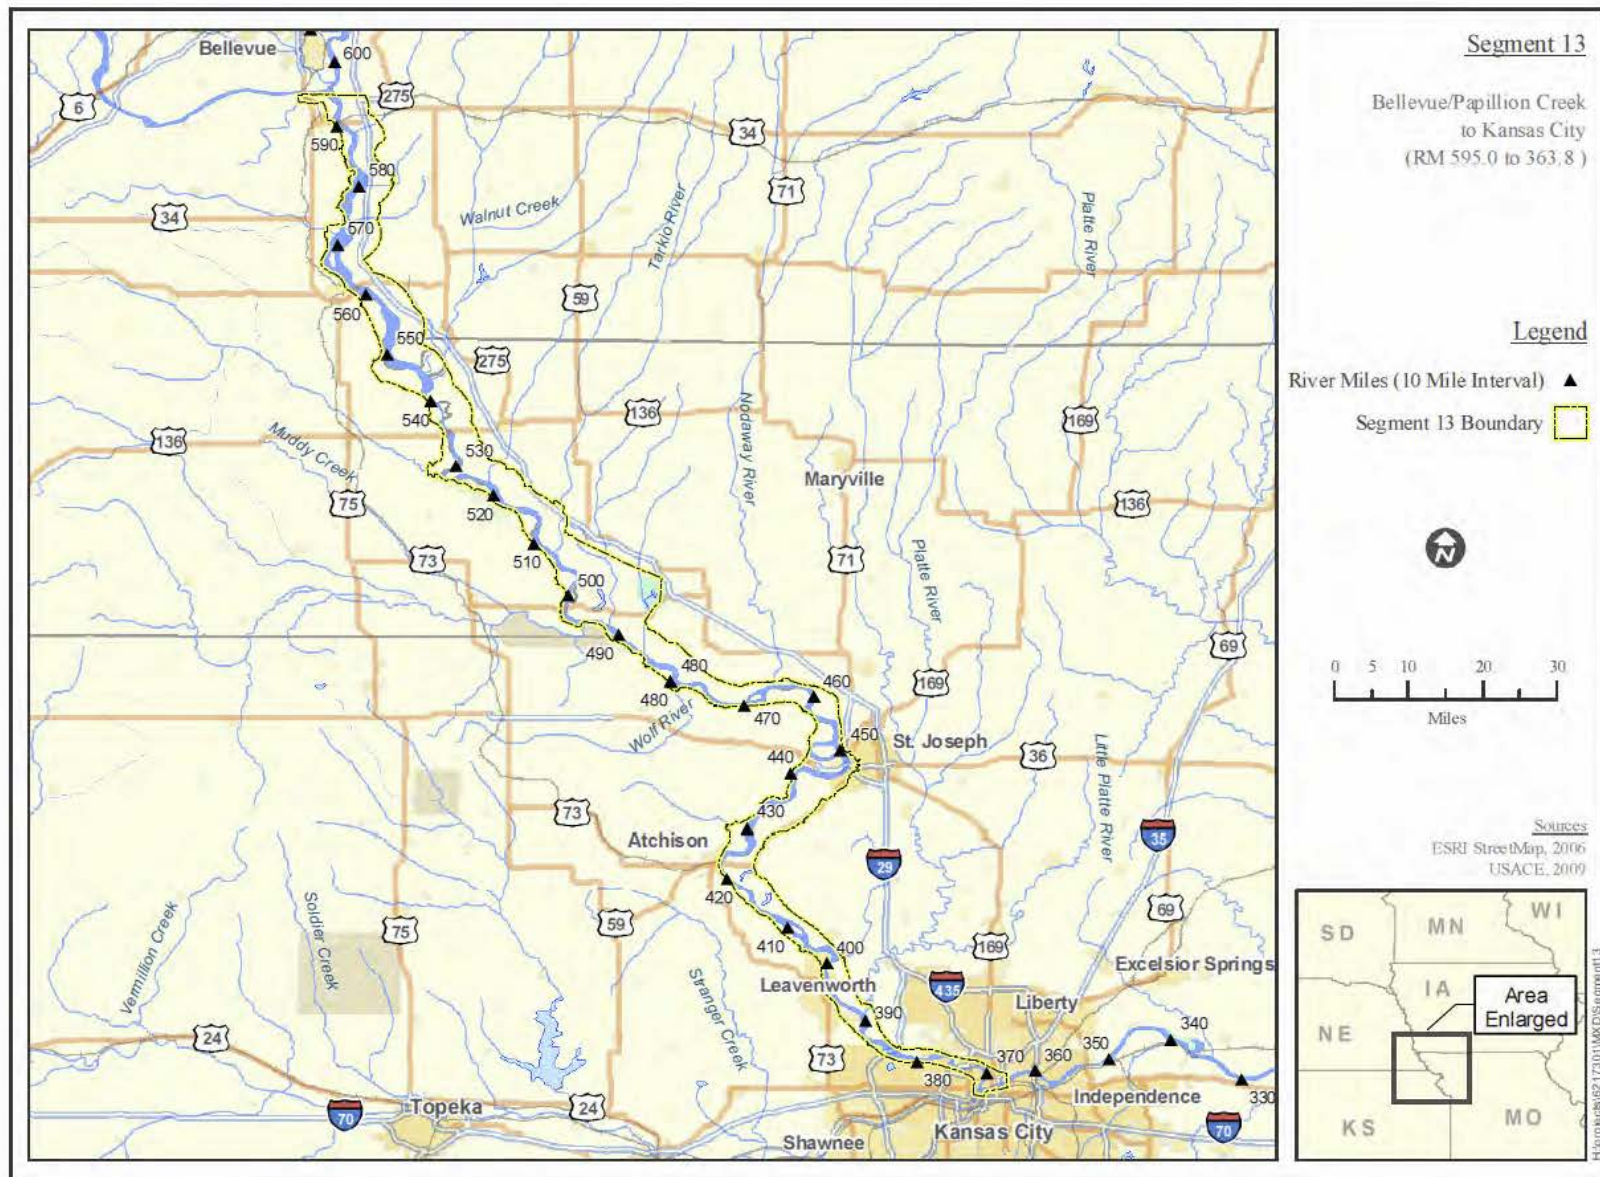 Segment 13
Bellevue/Papillion Creek
to Kansas City
(RM 595.0 to 363.8 )
Legend
River Miles (10 Mile Interval)
Segment 13 Boundary
N
0 5 10 20 30
Miles
Sources
ESRI StreetMap, 2006
USACE, 2009
SD
MN
WI
IA
NE
KS
MO
Area
Enlarged
Bellevue
600
6
275
590
34
580
71
34
570
Walnut Creek
Tarkio River
Platte River
59
560
550
275
540
136
169
136
Muddy Creek
530
Nodaway River
Maryville
75
520
136
510
73
71
Platte River
500
490
69
480
480
460
169
470
Wolf River
450
St. Joseph
440
36
Little Platte River
430
73
Atchison
35
29
420
59
69
75
Soldier Creek
Vermillion Creek
410
400
169
Leavenworth
Excelsior Springs
435
Liberty
Stranger Creek
390
340
24
73
370
360
350
380
330
Independence
24
70
Topeka
Shawnee
Kansas City
70